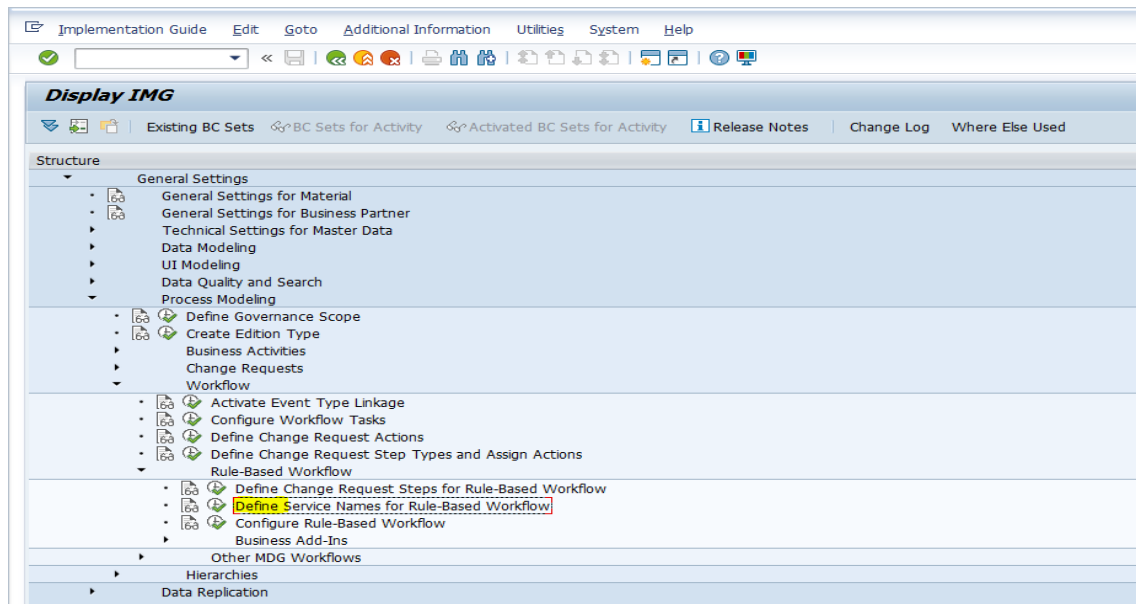 Implementation Guide Edit Goto Additional Information Utilities System Help
Display IMG
Existing BC Sets BC Sets for Activity Activated BC Sets for Activity Release Notes Change Log Where Else Used
Structure
General Settings
General Settings for Material
General Settings for Business Partner
Technical Settings for Master Data
Data Modeling
UI Modeling
Data Quality and Search
Process Modeling
Define Governance Scope
Create Edition Type
Business Activities
Change Requests
Workflow
Activate Event Type Linkage
Configure Workflow Tasks
Define Change Request Actions
Define Change Request Step Types and Assign Actions
Rule-Based Workflow
Define Change Request Steps for Rule-Based Workflow
Define Service Names for Rule-Based Workflow
Configure Rule-Based Workflow
Business Add-Ins
Other MDG Workflows
Hierarchies
Data Replication